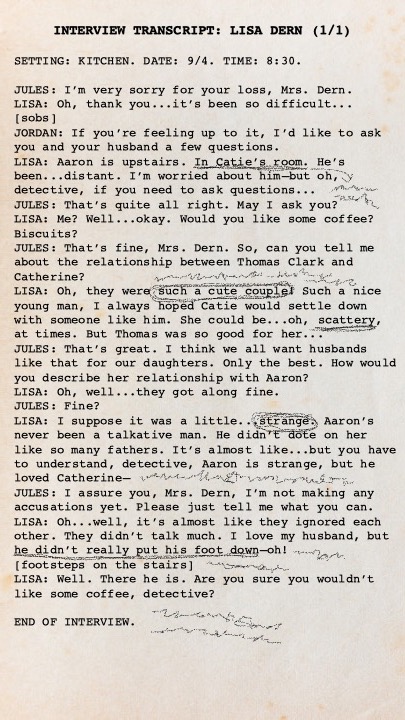 INTERVIEW TRANSCRIPT: LISA DERN (1/1)
SETTING: KITCHEN. DATE: 9/4. TIME: 8:30.
JULES: I'm very sorry for your loss, Mrs. Dern.
LISA: Oh, thank you...it's been so difficult...
[sobs]
JORDAN: If you're feeling up to it, I'd like to ask
you and your husband a few questions.
LISA: Aaron is upstairs. In Catie's room. He's
been...distant. I'm worried about him—but oh,
detective, if you need to ask questions...
JULES: That's quite all right. May I ask you?
LISA: Me? Well...okay. Would you like some coffee?
Biscuits?
JULES: That's fine, Mrs. Dern. So, can you tell me
about the relationship between Thomas Clark and
Catherine?
LISA: Oh, they were such a cute couple! Such a nice
young man, I always hoped Catie would settle down
with someone like him. She could be...oh, scattery,
at times. But Thomas was so good for her...
JULES: That's great. I think we all want husbands
like that for our daughters. Only the best. How would
you describe her relationship with Aaron?
LISA: Oh, well...they got along fine.
JULES: Fine?
LISA: I suppose it was a little...strange. Aaron's
never been a talkative man. He didn't dote on her
like so many fathers. It's almost like...but you have
to understand, detective, Aaron is strange, but he
loved Catherine—
JULES: I assure you, Mrs. Dern, I'm not making any
accusations yet. Please just tell me what you can.
LISA: Oh...well, it's almost like they ignored each
other. They didn't talk much. I love my husband, but
he didn't really put his foot down—oh!
[footsteps on the stairs]
LISA: Well. There he is. Are you sure you wouldn't
like some coffee, detective?
END OF INTERVIEW.